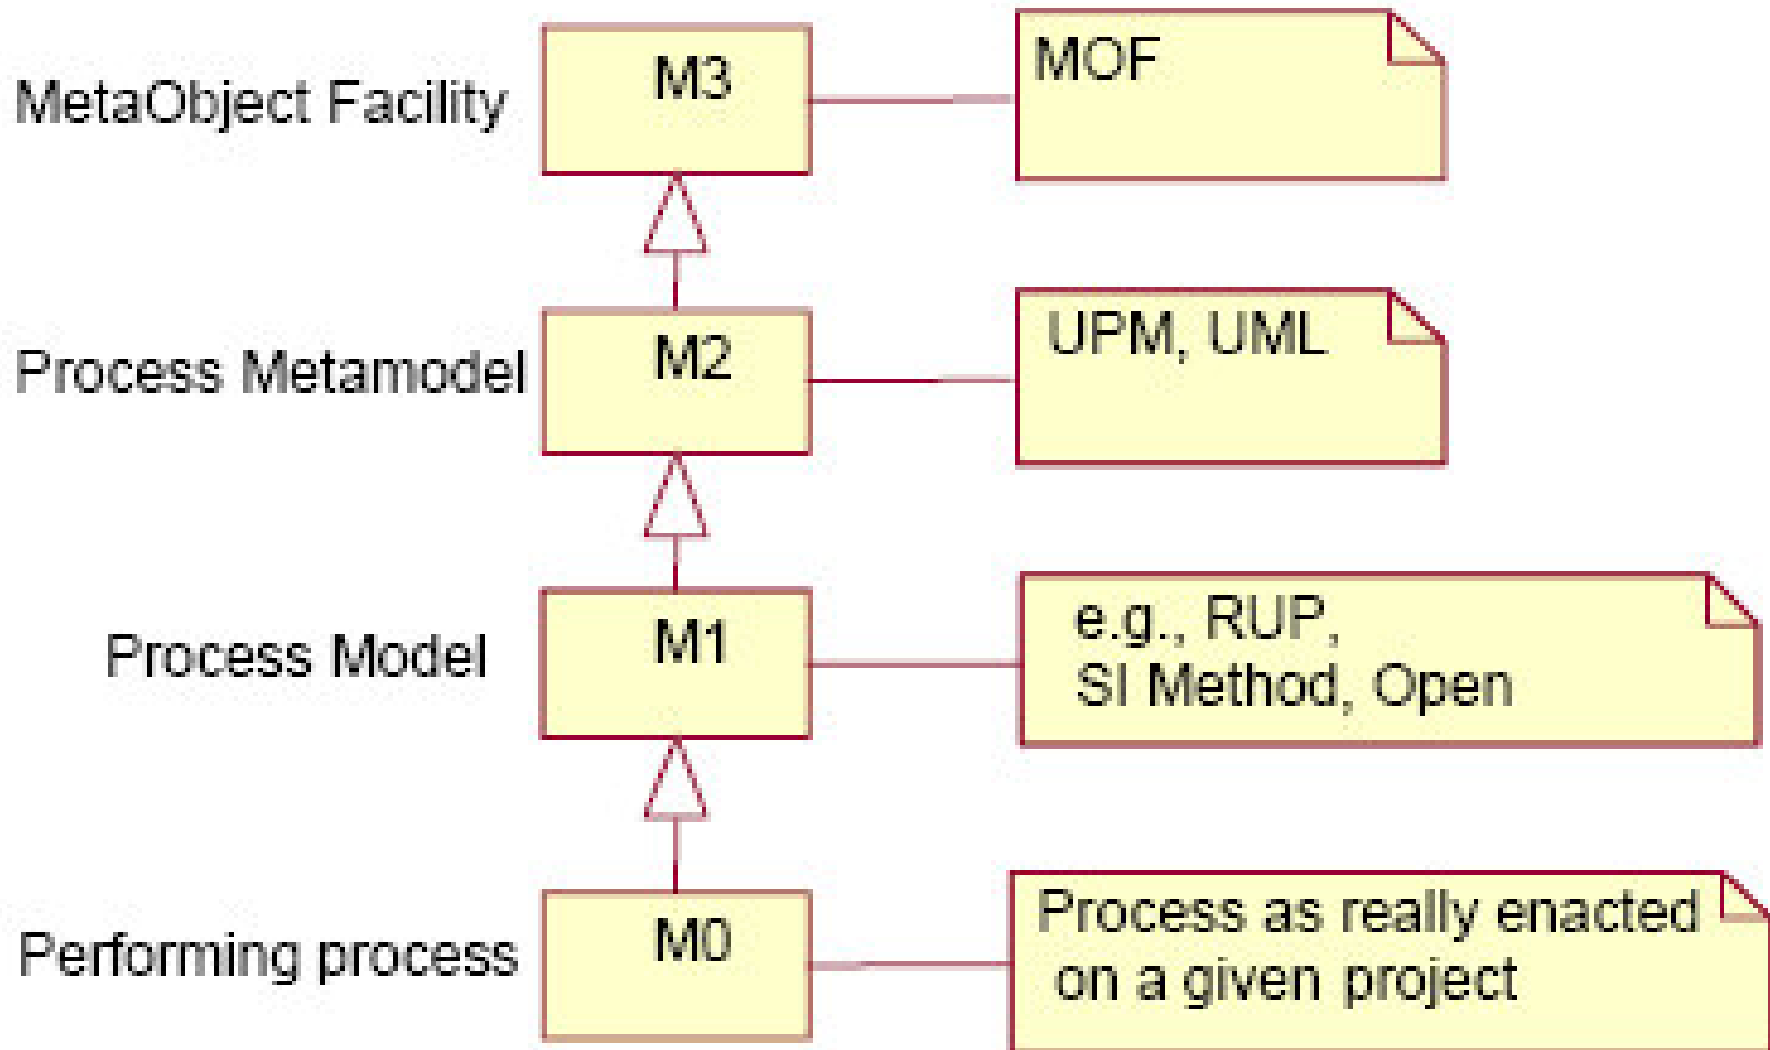 MetaObject Facility
M3
MOF
Process Metamodel
M2
UPM, UML
Process Model
M1
e.g., RUP,
SI Method, Open
Performing process
M0
Process as really enacted
on a given project